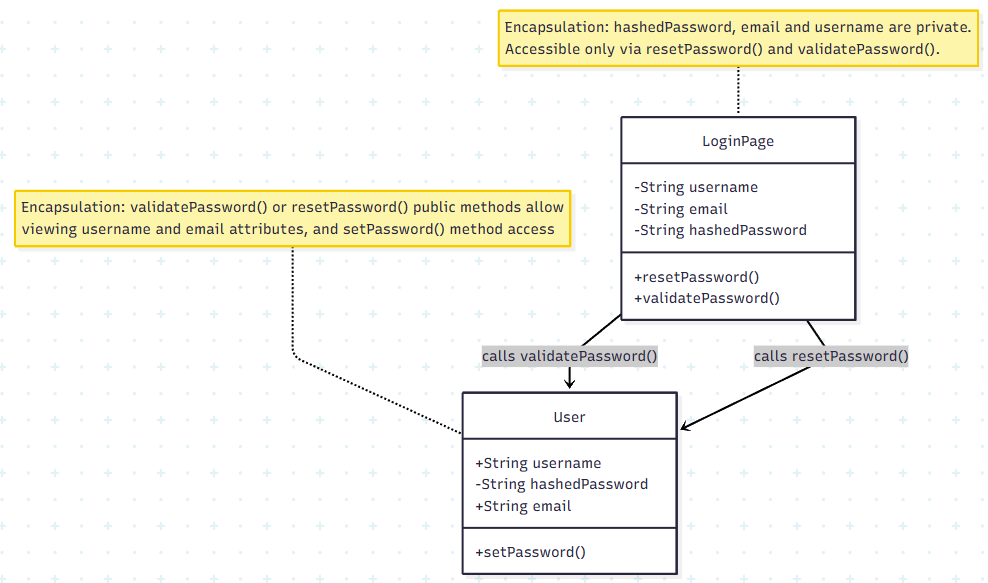 Encapsulation: hashedPassword, email and username are private.
Accessible only via resetPassword() and validatePassword().
LoginPage
-String username
-String email
-String hashedPassword
+resetPassword()
+validatePassword()
Encapsulation: validatePassword() or resetPassword() public methods allow
viewing username and email attributes, and setPassword() method access
calls validatePassword()
calls resetPassword()
User
+String username
-String hashedPassword
+String email
+setPassword()